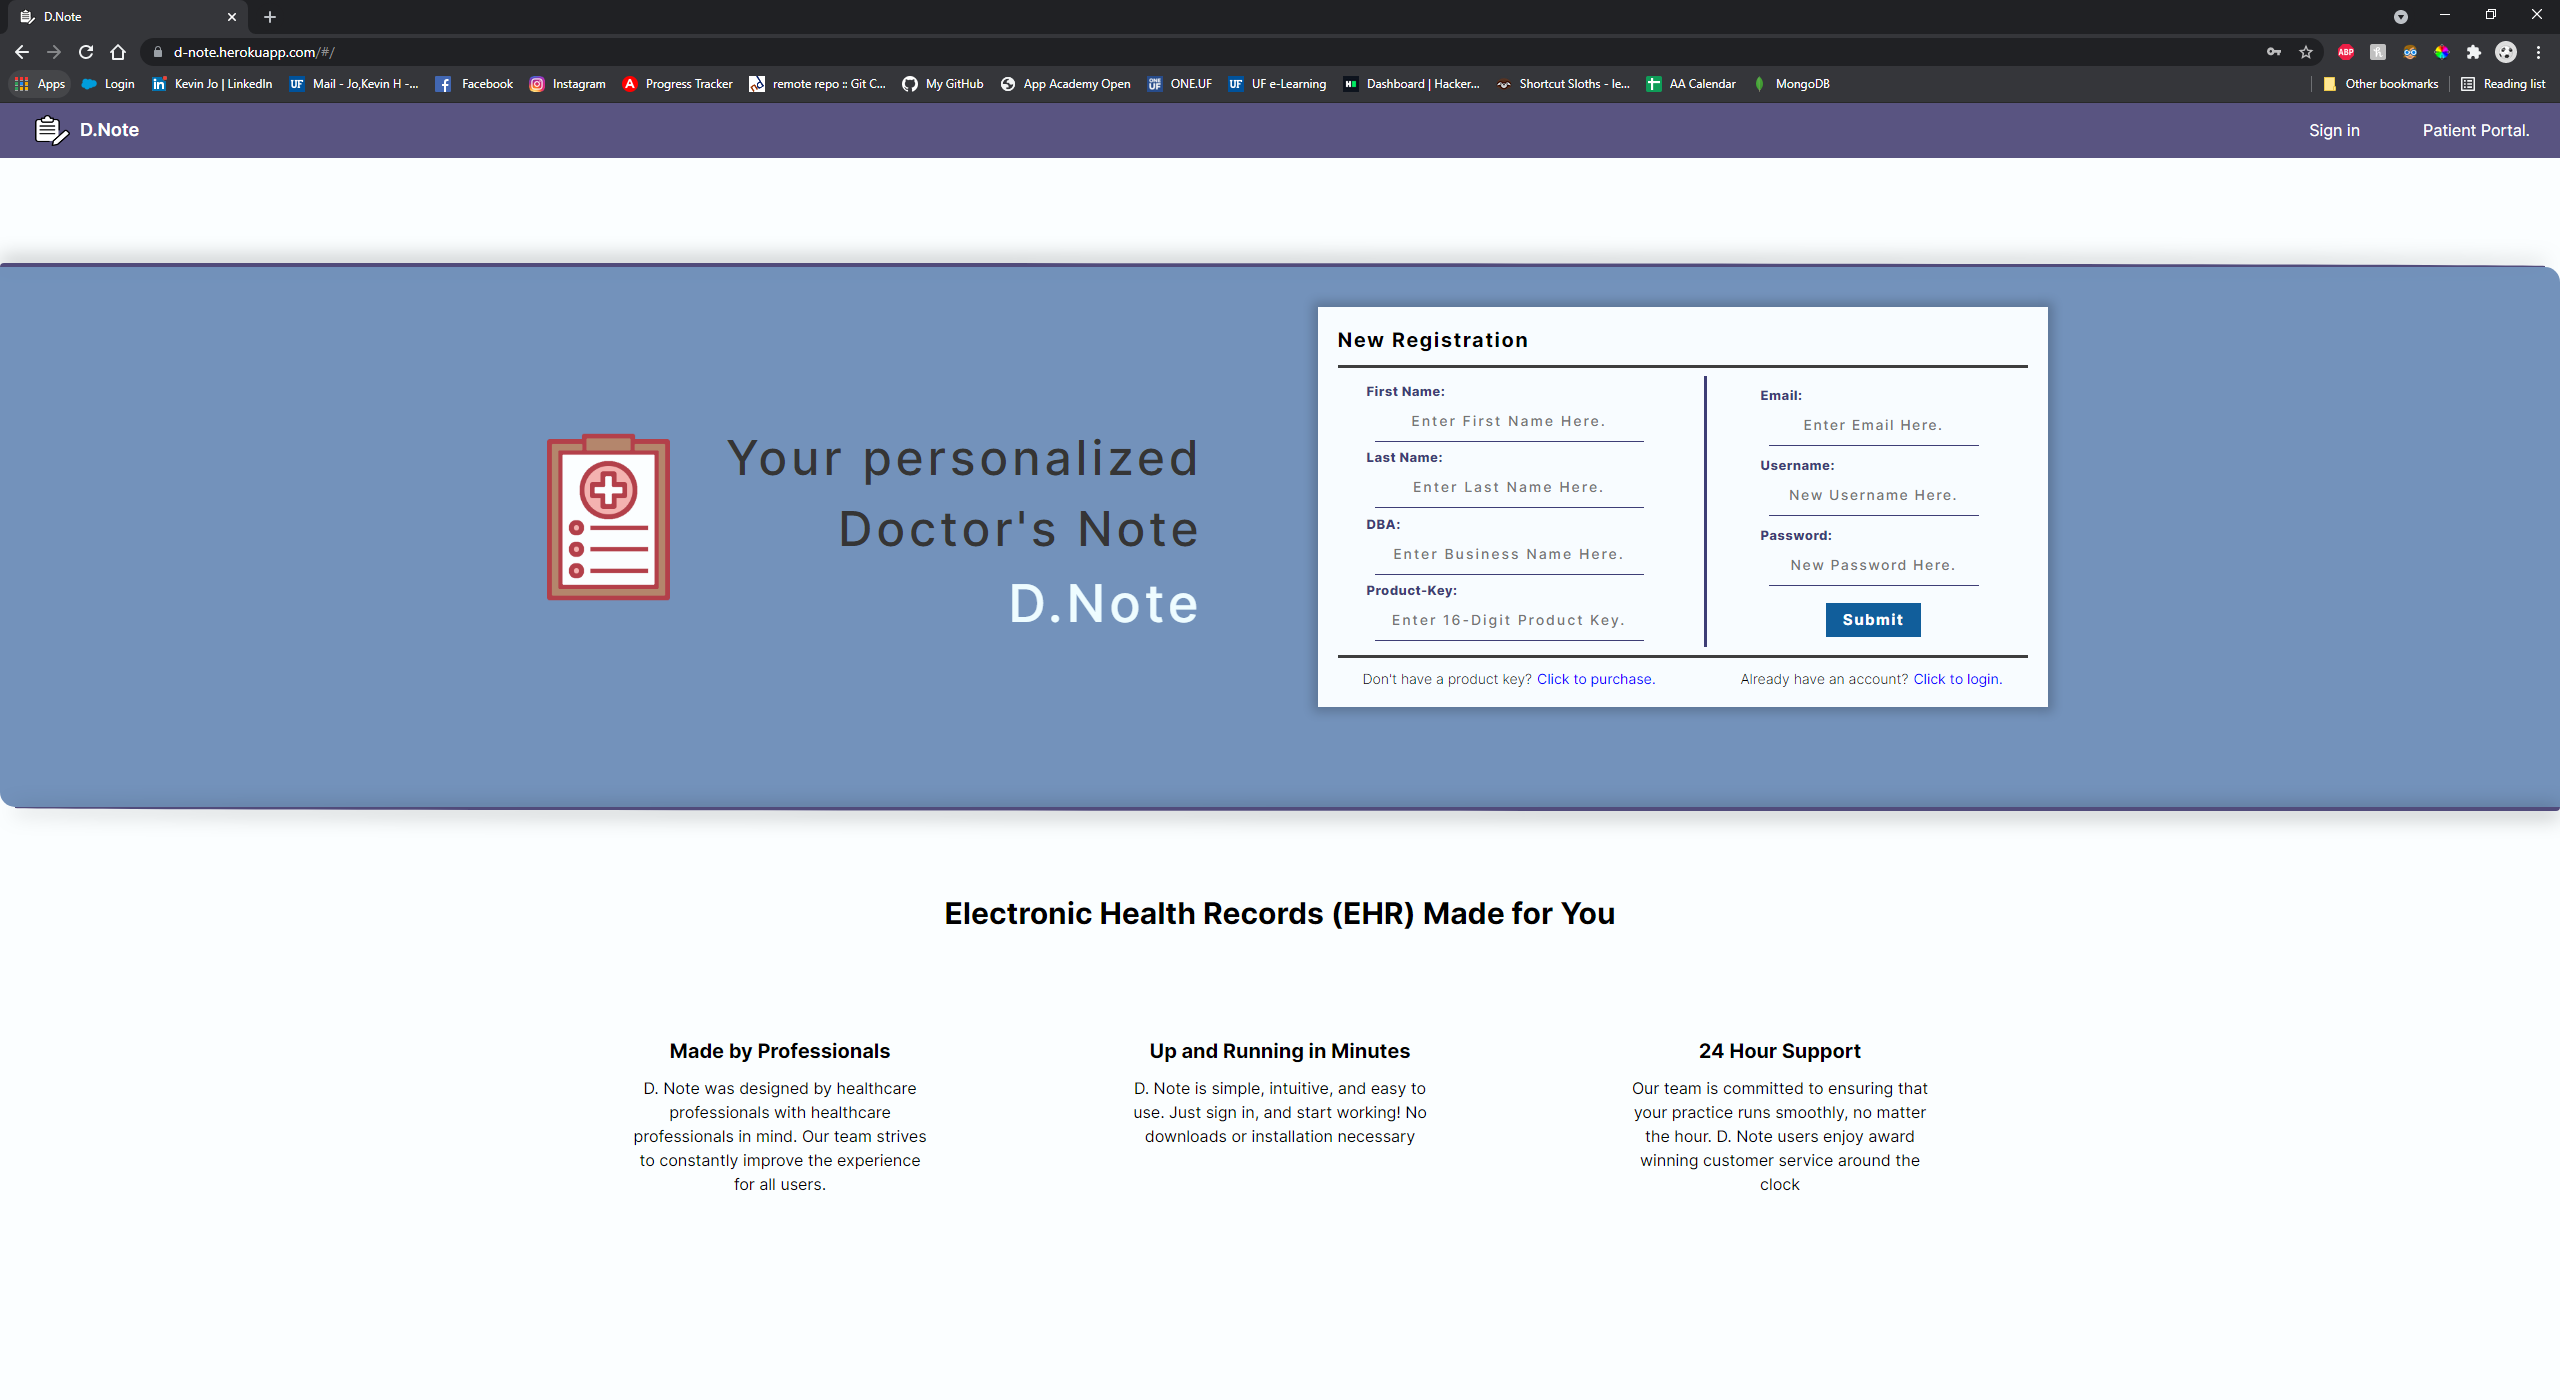 D.Note
d-note.herokuapp.com/#/
ABP
Apps
Login
Kevin Jo | LinkedIn
UF Mail - Jo,Kevin H -...
Facebook
Instagram
Progress Tracker
remote repo :: Git C...
My GitHub
App Academy Open
ONE.UF
UF UF e-Learning
Dashboard | Hacker...
Shortcut Sloths - le...
AA Calendar
MongoDB
Other bookmarks
Reading list
D.Note
Sign in
Patient Portal.
Your personalized
Doctor's Note
D.Note
New Registration
First Name:
Enter First Name Here.
Last Name:
Enter Last Name Here.
DBA:
Enter Business Name Here.
Product-Key:
Enter 16-Digit Product Key.
Email:
Enter Email Here.
Username:
New Username Here.
Password:
New Password Here.
Submit
Don't have a product key? Click to purchase.
Already have an account? Click to login.
Electronic Health Records (EHR) Made for You
Made by Professionals
D. Note was designed by healthcare
professionals with healthcare
professionals in mind. Our team strives
to constantly improve the experience
for all users.
Up and Running in Minutes
D. Note is simple, intuitive, and easy to
use. Just sign in, and start working! No
downloads or installation necessary
24 Hour Support
Our team is committed to ensuring that
your practice runs smoothly, no matter
the hour. D. Note users enjoy award
winning customer service around the
clock